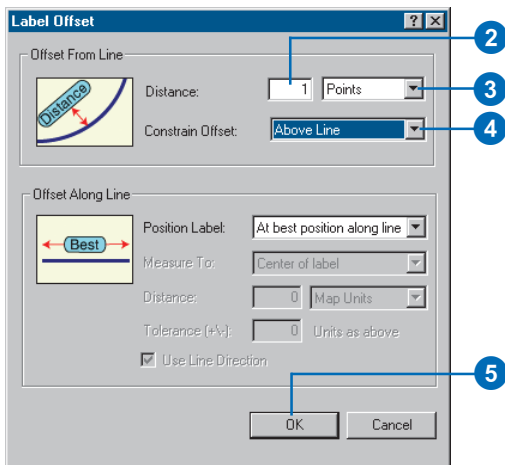 Label Offset
Offset From Line
Distance
Distance: 1 Points
2
3
Constrain Offset: Above Line
4
Offset Along Line
Best
Position Label: At best position along line
Measure To: Center of label
Distance: 0 Map Units
Tolerance (+\-): 0 Units as above
Use Line Direction
5
OK Cancel